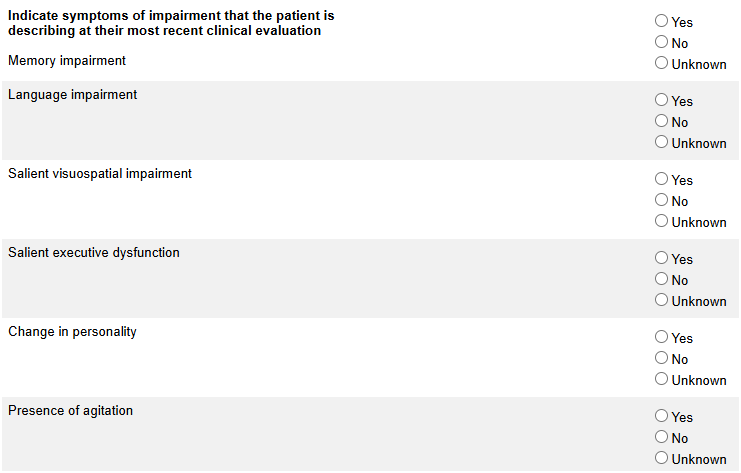 Indicate symptoms of impairment that the patient is
describing at their most recent clinical evaluation
Memory impairment
Yes
No
Unknown
Language impairment
Yes
No
Unknown
Salient visuospatial impairment
Yes
No
Unknown
Salient executive dysfunction
Yes
No
Unknown
Change in personality
Yes
No
Unknown
Presence of agitation
Yes
No
Unknown